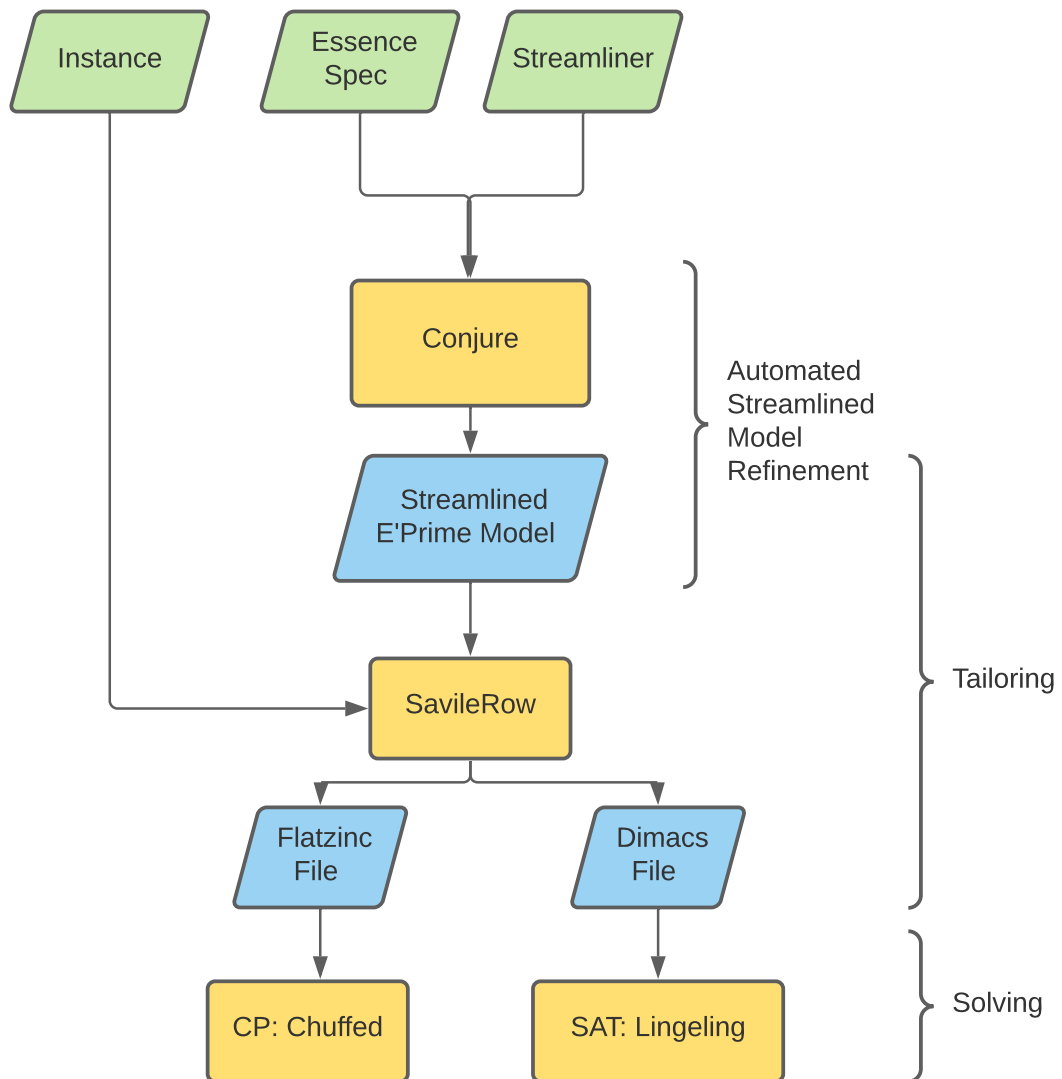 Instance
Essence
Spec
Streamliner
Conjure
Automated
Streamlined
Model
Refinement
Streamlined
E'Prime Model
Tailoring
SavileRow
Flatzinc
File
Dimacs
File
Solving
CP: Chuffed
SAT: Lingeling